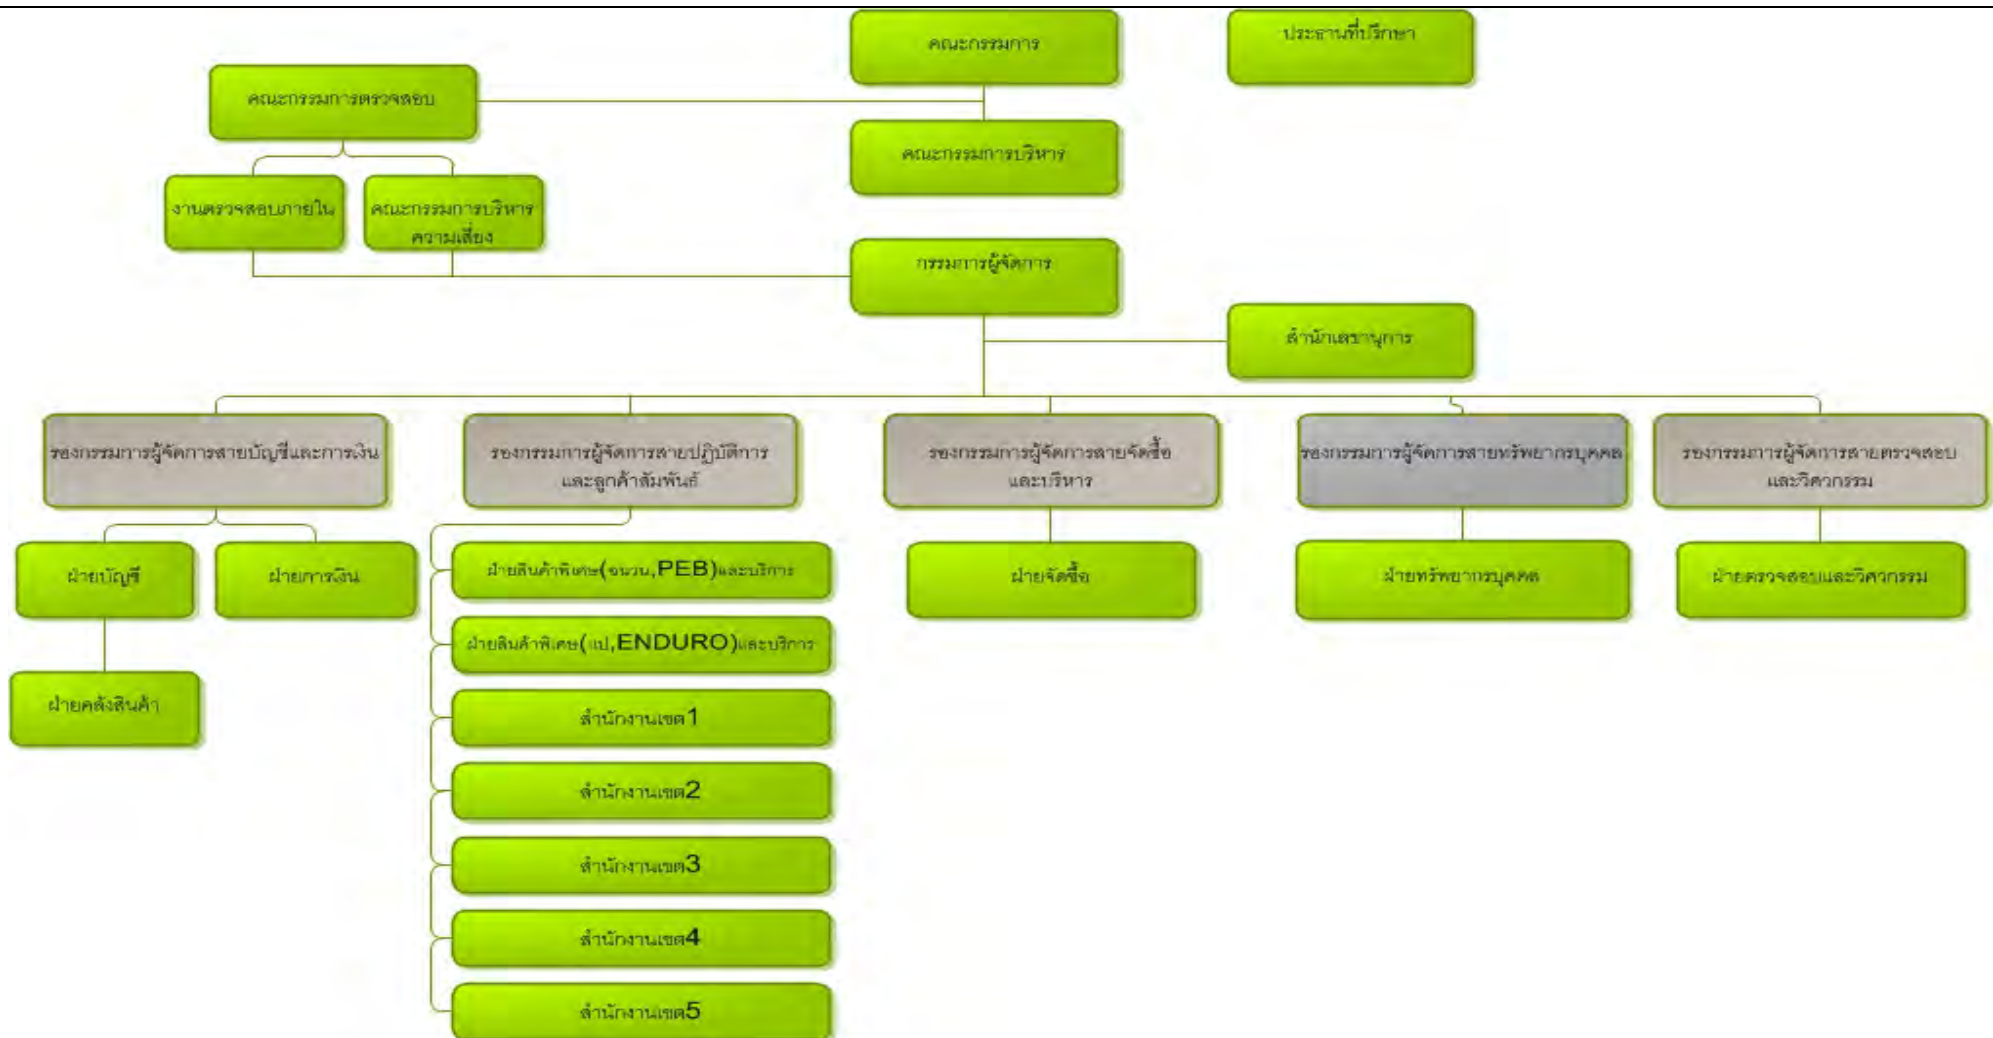 คณะกรรมการ
ประธานที่ปรึกษา
คณะกรรมการตรวจสอบ
คณะกรรมการบริหาร
งานตรวจสอบภายใน
คณะกรรมการบริหาร
ความเสี่ยง
กรรมการผู้จัดการ
สำนักเลขานุการ
รองกรรมการผู้จัดการสายบัญชีและการเงิน
รองกรรมการผู้จัดการสายปฏิบัติการ
และลูกค้าสัมพันธ์
รองกรรมการผู้จัดการสายจัดซื้อ
และบริหาร
รองกรรมการผู้จัดการสายทรัพยากรบุคคล
รองกรรมการผู้จัดการสายตรวจสอบ
และวิศวกรรม
ฝ่ายบัญชี
ฝ่ายการเงิน
ฝ่ายสินค้าพิเศษ(ฉนวน,PEB)และบริการ
ฝ่ายจัดซื้อ
ฝ่ายทรัพยากรบุคคล
ฝ่ายตรวจสอบและวิศวกรรม
ฝ่ายสินค้าพิเศษ(แป,ENDURO)และบริการ
ฝ่ายคลังสินค้า
สำนักงานเขต1
สำนักงานเขต2
สำนักงานเขต3
สำนักงานเขต4
สำนักงานเขต5